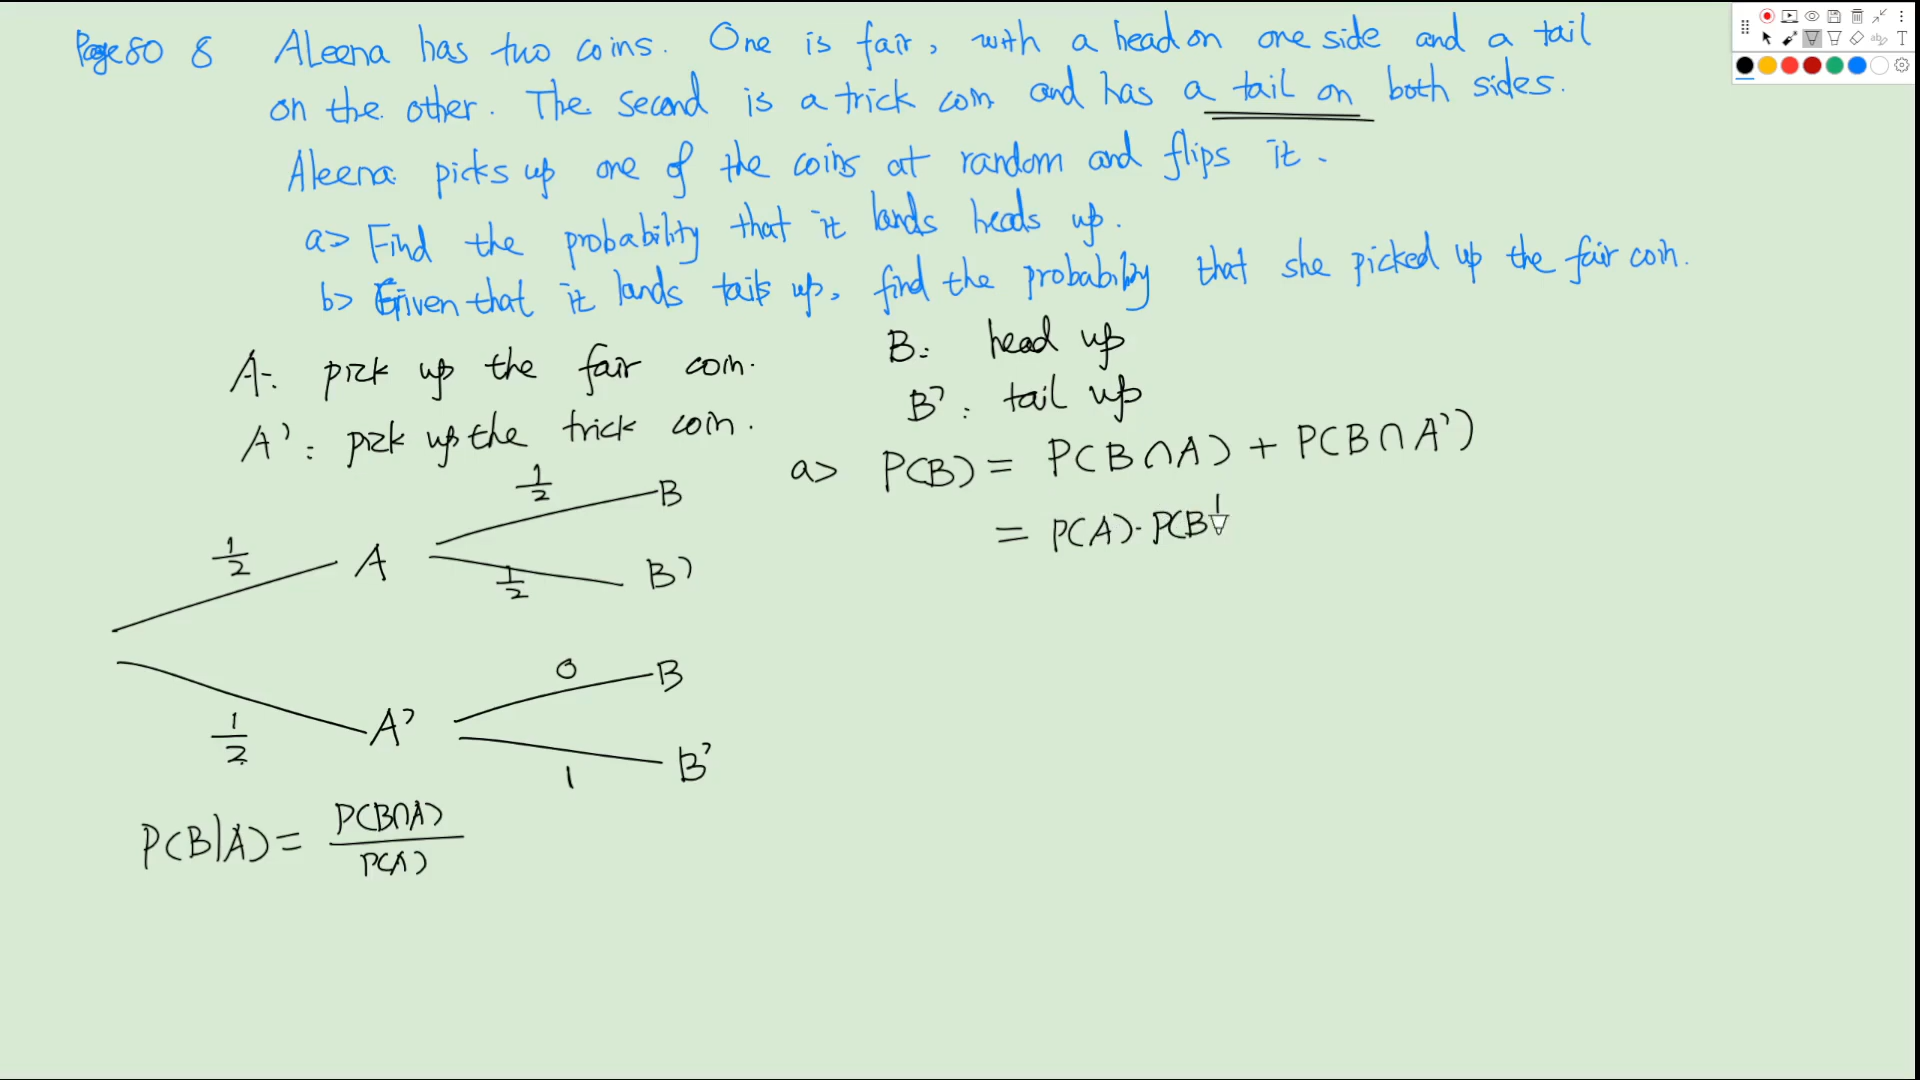 Page 80 8 Aleena has two coins. One is fair, with a head on one side and a tail
on the other. The second is a trick coin and has a tail on both sides.
Aleena picks up one of the coins at random and flips it.
a> Find the probability that it lands heads up.
b> Given that it lands tails up, find the probability that she picked up the fair coin.
A: pick up the fair coin.
B: head up
A': pick up the trick coin.
B': tail up
a> P(B) = P(B∩A) + P(B∩A')
= P(A)·P(B|
1/2 B
1/2 A
1/2 B'
0 B
1/2 A'
1 B'
P(B|A) = P(B∩A)/P(A)
T